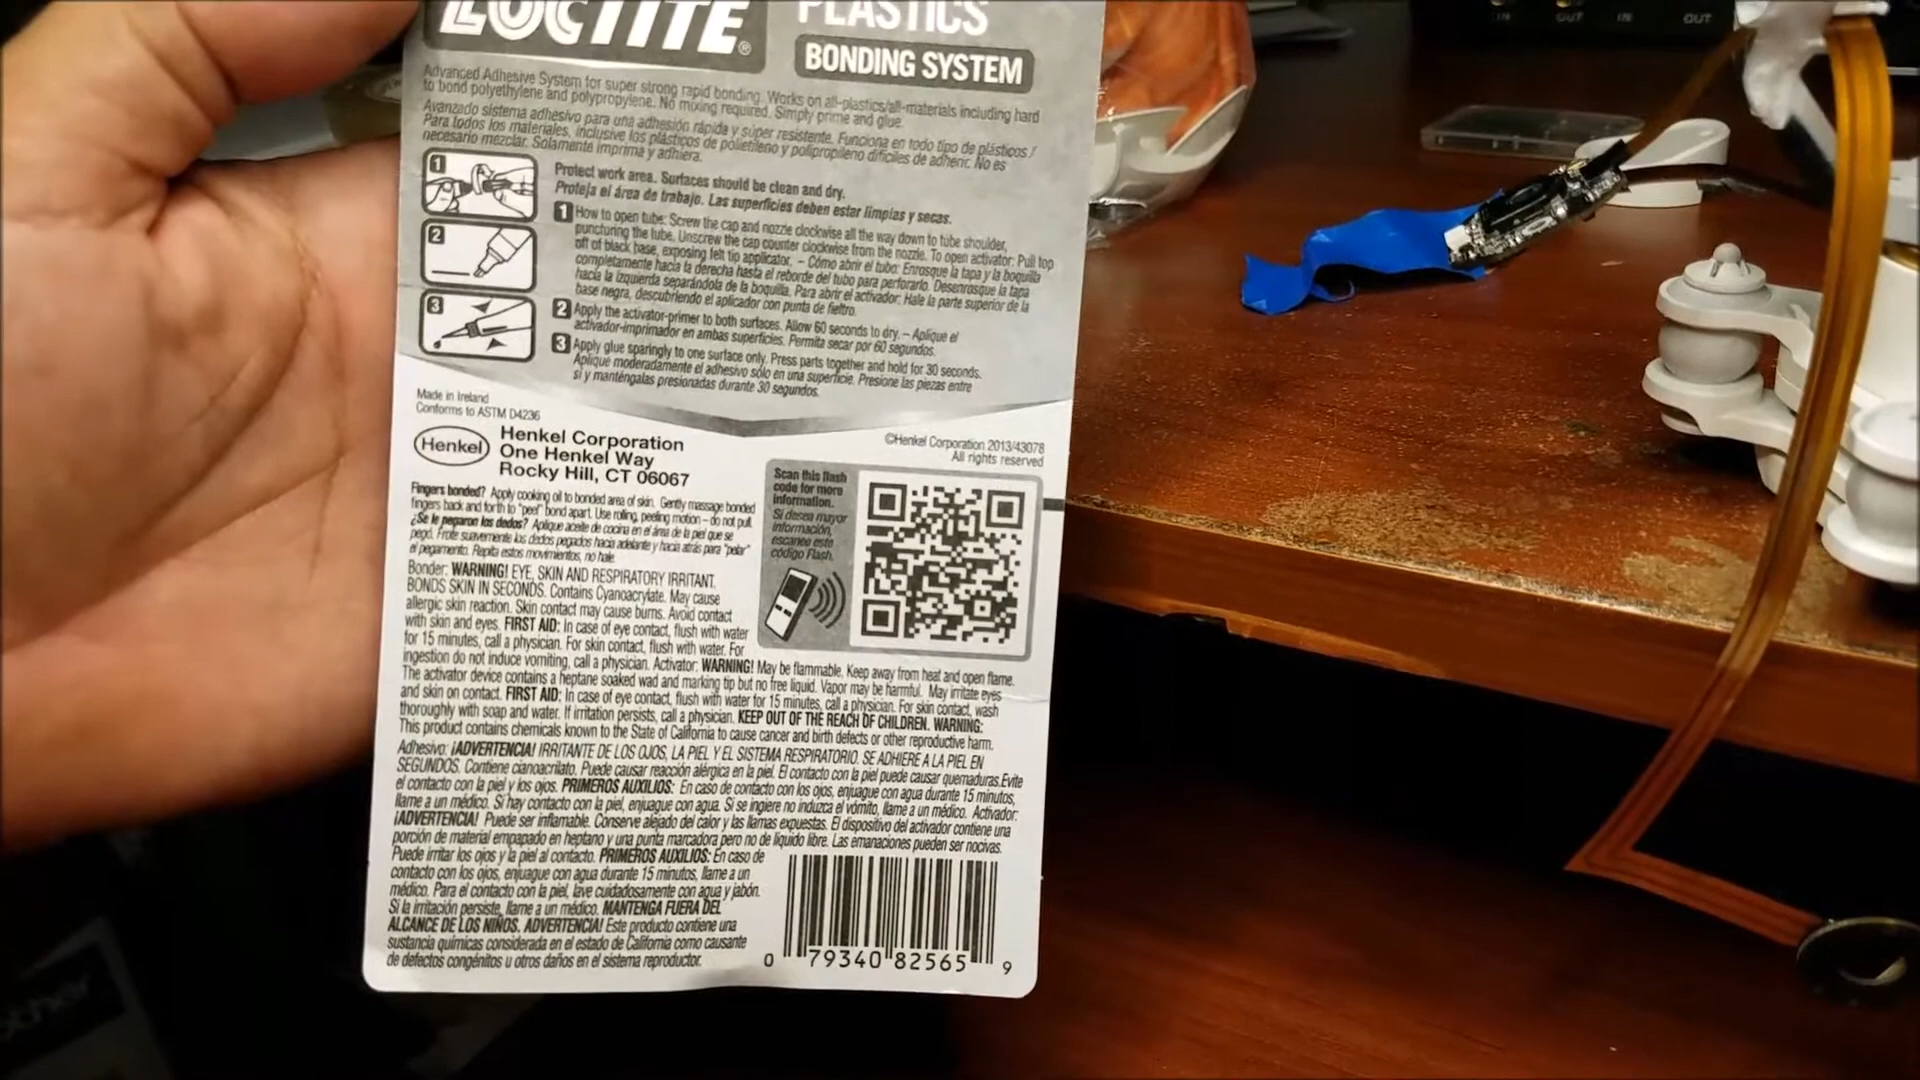 LOCTITE®
PLASTICS
BONDING SYSTEM
Advanced Adhesive System for super strong rapid bonding. Works on all-plastics/all-materials including hard
to bond polyethylene and polypropylene. No mixing required. Simply prime and glue.
Avanzado sistema adhesivo para una adhesión rápida y súper resistente. Funciona en todo tipo de plásticos /
Para todos los materiales, inclusive los plásticos de polietileno y polipropileno difíciles de adherir. No es
necesario mezclar. Solamente imprima y adhiera.
1
2
3
Protect work area. Surfaces should be clean and dry.
Proteja el área de trabajo. Las superficies deben estar limpias y secas.
1 How to open tube: Screw the cap and nozzle clockwise all the way down to tube shoulder,
puncturing the tube. Unscrew the cap counter clockwise from the nozzle. To open activator: Pull top
off of black base, exposing felt tip applicator. – Cómo abrir el tubo: Enrosque la tapa y la boquilla
completamente hacia la derecha hasta el reborde del tubo para perforarlo. Desenrosque la tapa
hacia la izquierda separándola de la boquilla. Para abrir el activador: Hale la parte superior de la
base negra, descubriendo el aplicador con punta de fieltro.
2 Apply the activator-primer to both surfaces. Allow 60 seconds to dry. – Aplique el
activador-imprimador en ambas superficies. Permita secar por 60 segundos.
3 Apply glue sparingly to one surface only. Press parts together and hold for 30 seconds.
Aplique moderadamente el adhesivo sólo en una superficie. Presione las piezas entre
sí y manténgalas presionadas durante 30 segundos.
Made in Ireland
Conforms to ASTM D4236
Henkel
Henkel Corporation
One Henkel Way
Rocky Hill, CT 06067
©Henkel Corporation 2013/43078
All rights reserved
Fingers bonded? Apply cooking oil to bonded area of skin. Gently massage bonded
fingers back and forth to "peel" bond apart. Use rolling, peeling motion – do not pull.
¿Se le pegaron los dedos? Aplique aceite de cocina en el área de la piel que se
pegó. Frote suavemente los dedos pegados hacia adelante y hacia atrás para "pelar"
el pegamento. Repita estos movimientos, no hale.
Scan this flash
code for more
information.
Si desea mayor
información,
escanee este
código Flash.
Bonder: WARNING! EYE, SKIN AND RESPIRATORY IRRITANT.
BONDS SKIN IN SECONDS. Contains Cyanoacrylate. May cause
allergic skin reaction. Skin contact may cause burns. Avoid contact
with skin and eyes. FIRST AID: In case of eye contact, flush with water
for 15 minutes, call a physician. For skin contact, flush with water. For
ingestion do not induce vomiting, call a physician. Activator: WARNING! May be flammable. Keep away from heat and open flame.
The activator device contains a heptane soaked wad and marking tip but no free liquid. Vapor may be harmful. May irritate eyes
and skin on contact. FIRST AID: In case of eye contact, flush with water for 15 minutes, call a physician. For skin contact, wash
thoroughly with soap and water. If irritation persists, call a physician. KEEP OUT OF THE REACH OF CHILDREN. WARNING:
This product contains chemicals known to the State of California to cause cancer and birth defects or other reproductive harm.
Adhesivo: ¡ADVERTENCIA! IRRITANTE DE LOS OJOS, LA PIEL Y EL SISTEMA RESPIRATORIO. SE ADHIERE A LA PIEL EN
SEGUNDOS. Contiene cianoacrilato. Puede causar reacción alérgica en la piel. El contacto con la piel puede causar quemaduras.Evite
el contacto con la piel y los ojos. PRIMEROS AUXILIOS: En caso de contacto con los ojos, enjuague con agua durante 15 minutos,
llame a un médico. Si hay contacto con la piel, enjuague con agua. Si se ingiere no induzca el vómito, llame a un médico. Activador:
¡ADVERTENCIA! Puede ser inflamable. Conserve alejado del calor y las llamas expuestas. El dispositivo del activador contiene una
porción de material empapado en heptano y una punta marcadora pero no de líquido libre. Las emanaciones pueden ser nocivas.
Puede irritar los ojos y la piel al contacto. PRIMEROS AUXILIOS: En caso de
contacto con los ojos, enjuague con agua durante 15 minutos, llame a un
médico. Para el contacto con la piel, lave cuidadosamente con agua y jabón.
Si la irritación persiste, llame a un médico. MANTENGA FUERA DEL
ALCANCE DE LOS NIÑOS. ADVERTENCIA! Este producto contiene una
sustancia químicas considerada en el estado de California como causante
de defectos congénitos u otros daños en el sistema reproductor.
0 79340 82565 9
IN OUT IN OUT